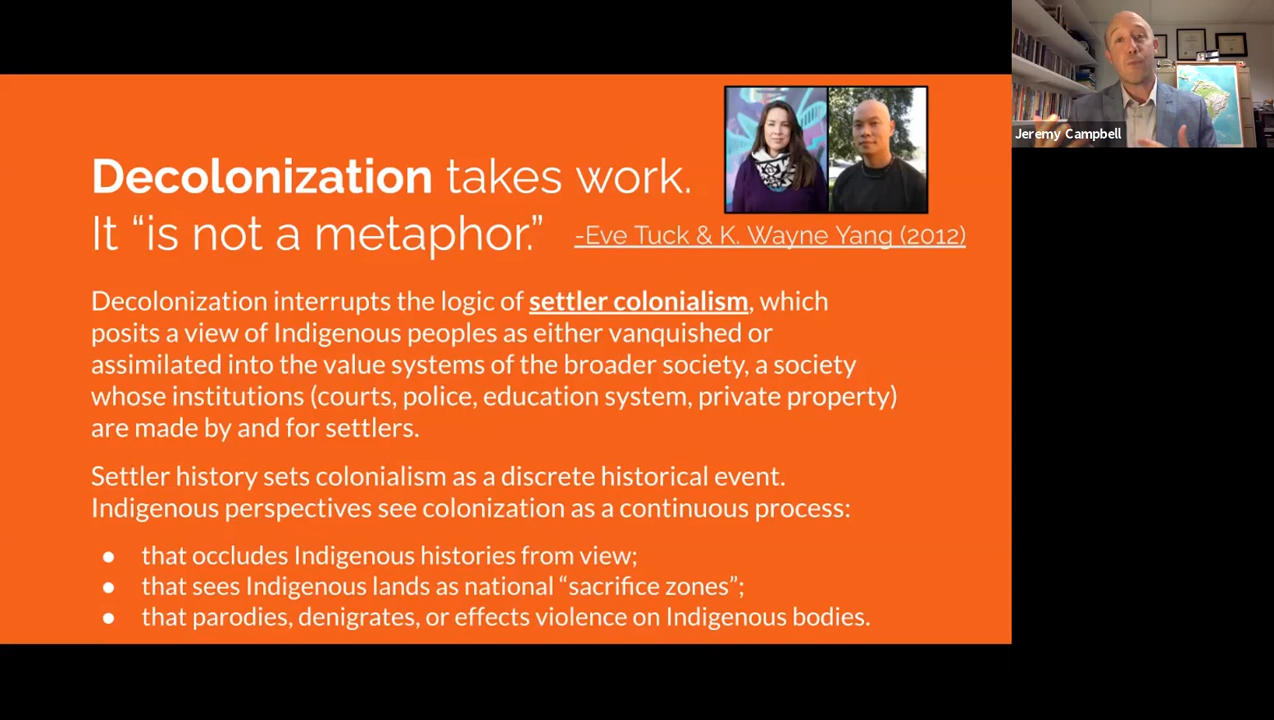 Jeremy Campbell
Decolonization takes work.
It “is not a metaphor.”
-Eve Tuck & K. Wayne Yang (2012)
Decolonization interrupts the logic of settler colonialism, which
posits a view of Indigenous peoples as either vanquished or
assimilated into the value systems of the broader society, a society
whose institutions (courts, police, education system, private property)
are made by and for settlers.
Settler history sets colonialism as a discrete historical event.
Indigenous perspectives see colonization as a continuous process:
● that occludes Indigenous histories from view;
● that sees Indigenous lands as national “sacrifice zones”;
● that parodies, denigrates, or effects violence on Indigenous bodies.